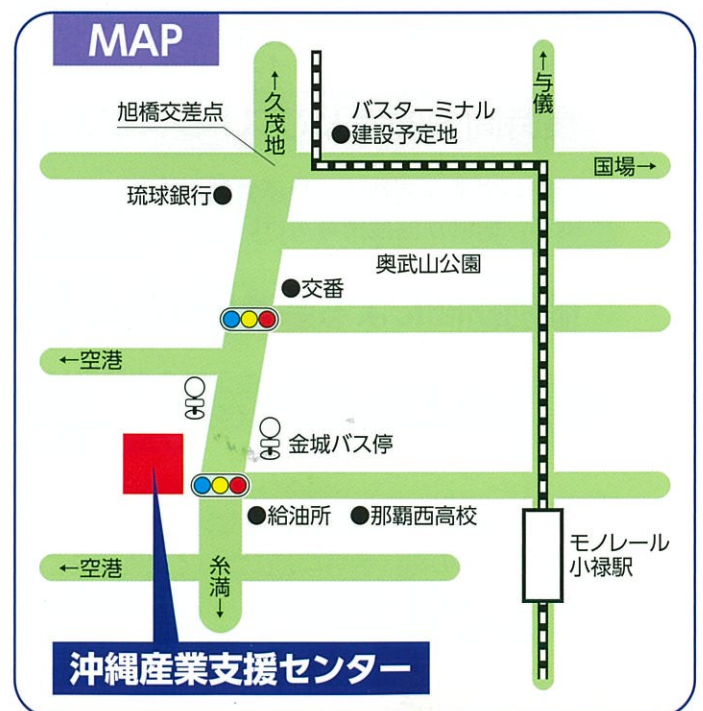 MAP
↑久茂地
↑与儀
旭橋交差点
バスターミナル
●建設予定地
国場→
琉球銀行●
奥武山公園
●交番
←空港
金城バス停
●給油所
●那覇西高校
モノレール
小禄駅
←空港
糸満↓
沖縄産業支援センター